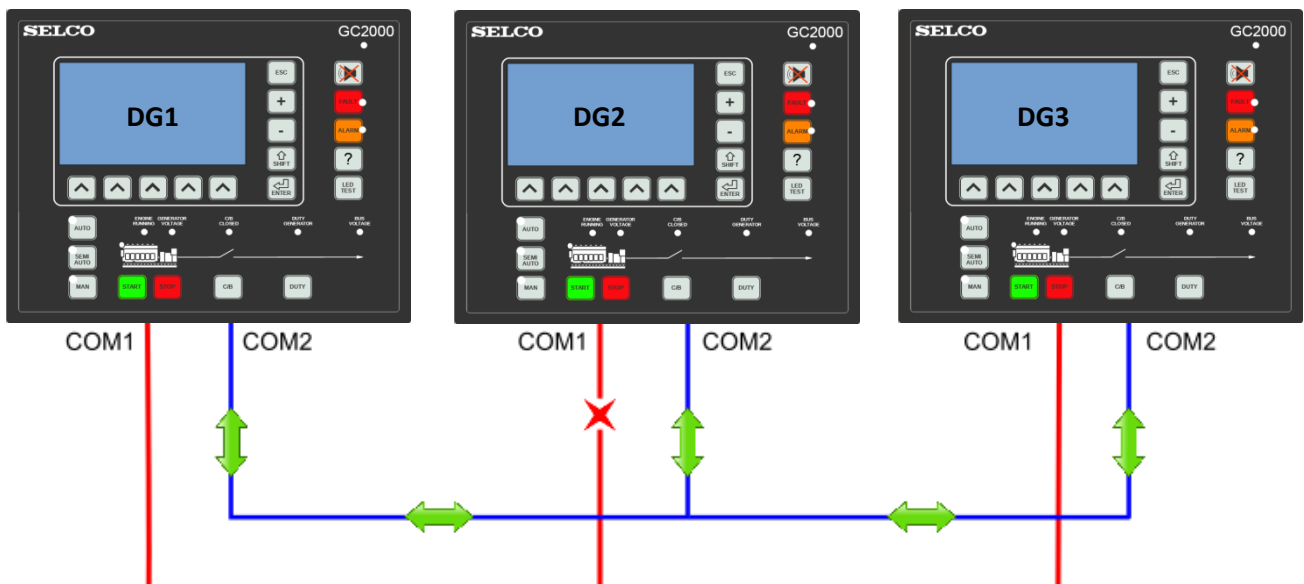 SELCO
GC2000
DG1
ESC
+
-
SHIFT
ENTER
FAULT
ALARM
?
LED TEST
AUTO
SEMI AUTO
MAN
ENGINE RUNNING
GENERATOR VOLTAGE
C/B CLOSED
DUTY GENERATOR
BUS VOLTAGE
START
STOP
C/B
DUTY
SELCO
GC2000
DG2
ESC
+
-
SHIFT
ENTER
FAULT
ALARM
?
LED TEST
AUTO
SEMI AUTO
MAN
ENGINE RUNNING
GENERATOR VOLTAGE
C/B CLOSED
DUTY GENERATOR
BUS VOLTAGE
START
STOP
C/B
DUTY
SELCO
GC2000
DG3
ESC
+
-
SHIFT
ENTER
FAULT
ALARM
?
LED TEST
AUTO
SEMI AUTO
MAN
ENGINE RUNNING
GENERATOR VOLTAGE
C/B CLOSED
DUTY GENERATOR
BUS VOLTAGE
START
STOP
C/B
DUTY
COM1 COM2
COM1 COM2
COM1 COM2